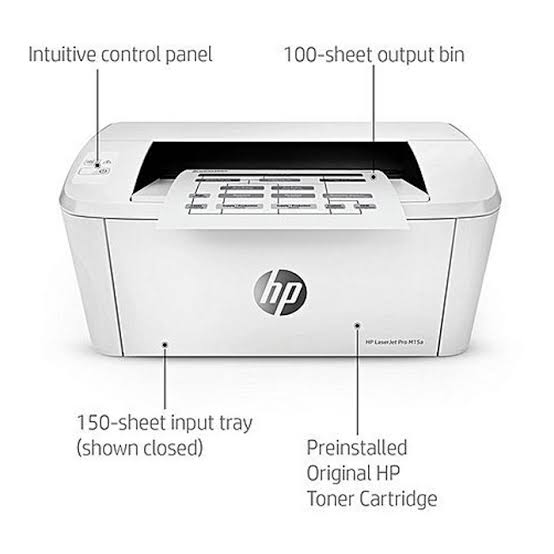 Intuitive control panel
100-sheet output bin
hp
HP LaserJet Pro M15a
150-sheet input tray
(shown closed)
Preinstalled
Original HP
Toner Cartridge